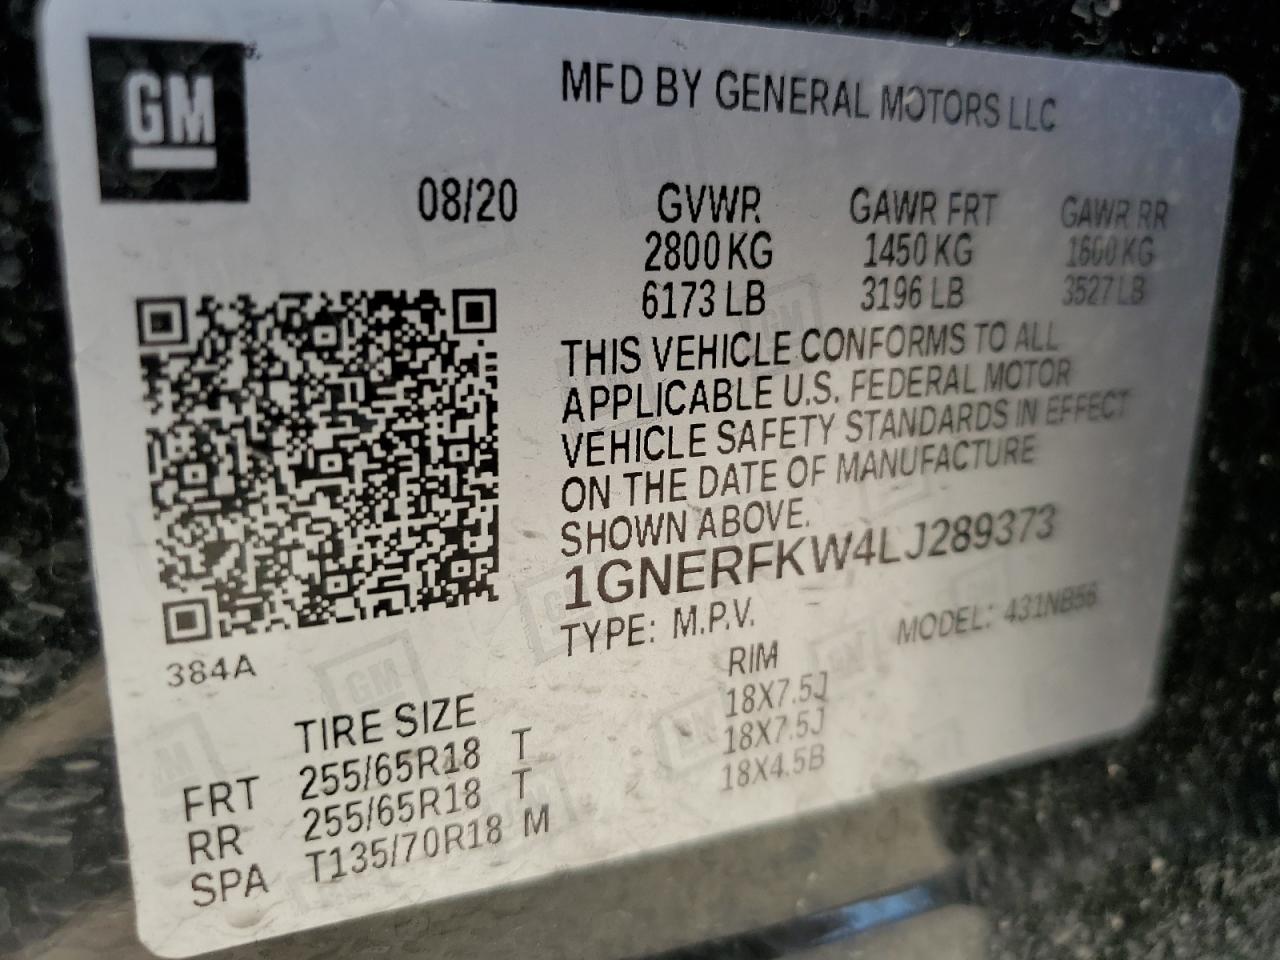 GM
MFD BY GENERAL MOTORS LLC
08/20 GVWR GAWR FRT GAWR RR
2800 KG 1450 KG 1600 KG
6173 LB 3196 LB 3527 LB
THIS VEHICLE CONFORMS TO ALL
APPLICABLE U.S. FEDERAL MOTOR
VEHICLE SAFETY STANDARDS IN EFFECT
ON THE DATE OF MANUFACTURE
SHOWN ABOVE.
1GNERFKW4LJ289373
TYPE: M.P.V. MODEL: 431NB56
384A
TIRE SIZE RIM
FRT 255/65R18 T 18X7.5J
RR 255/65R18 T 18X7.5J
SPA T135/70R18 M 18X4.5B